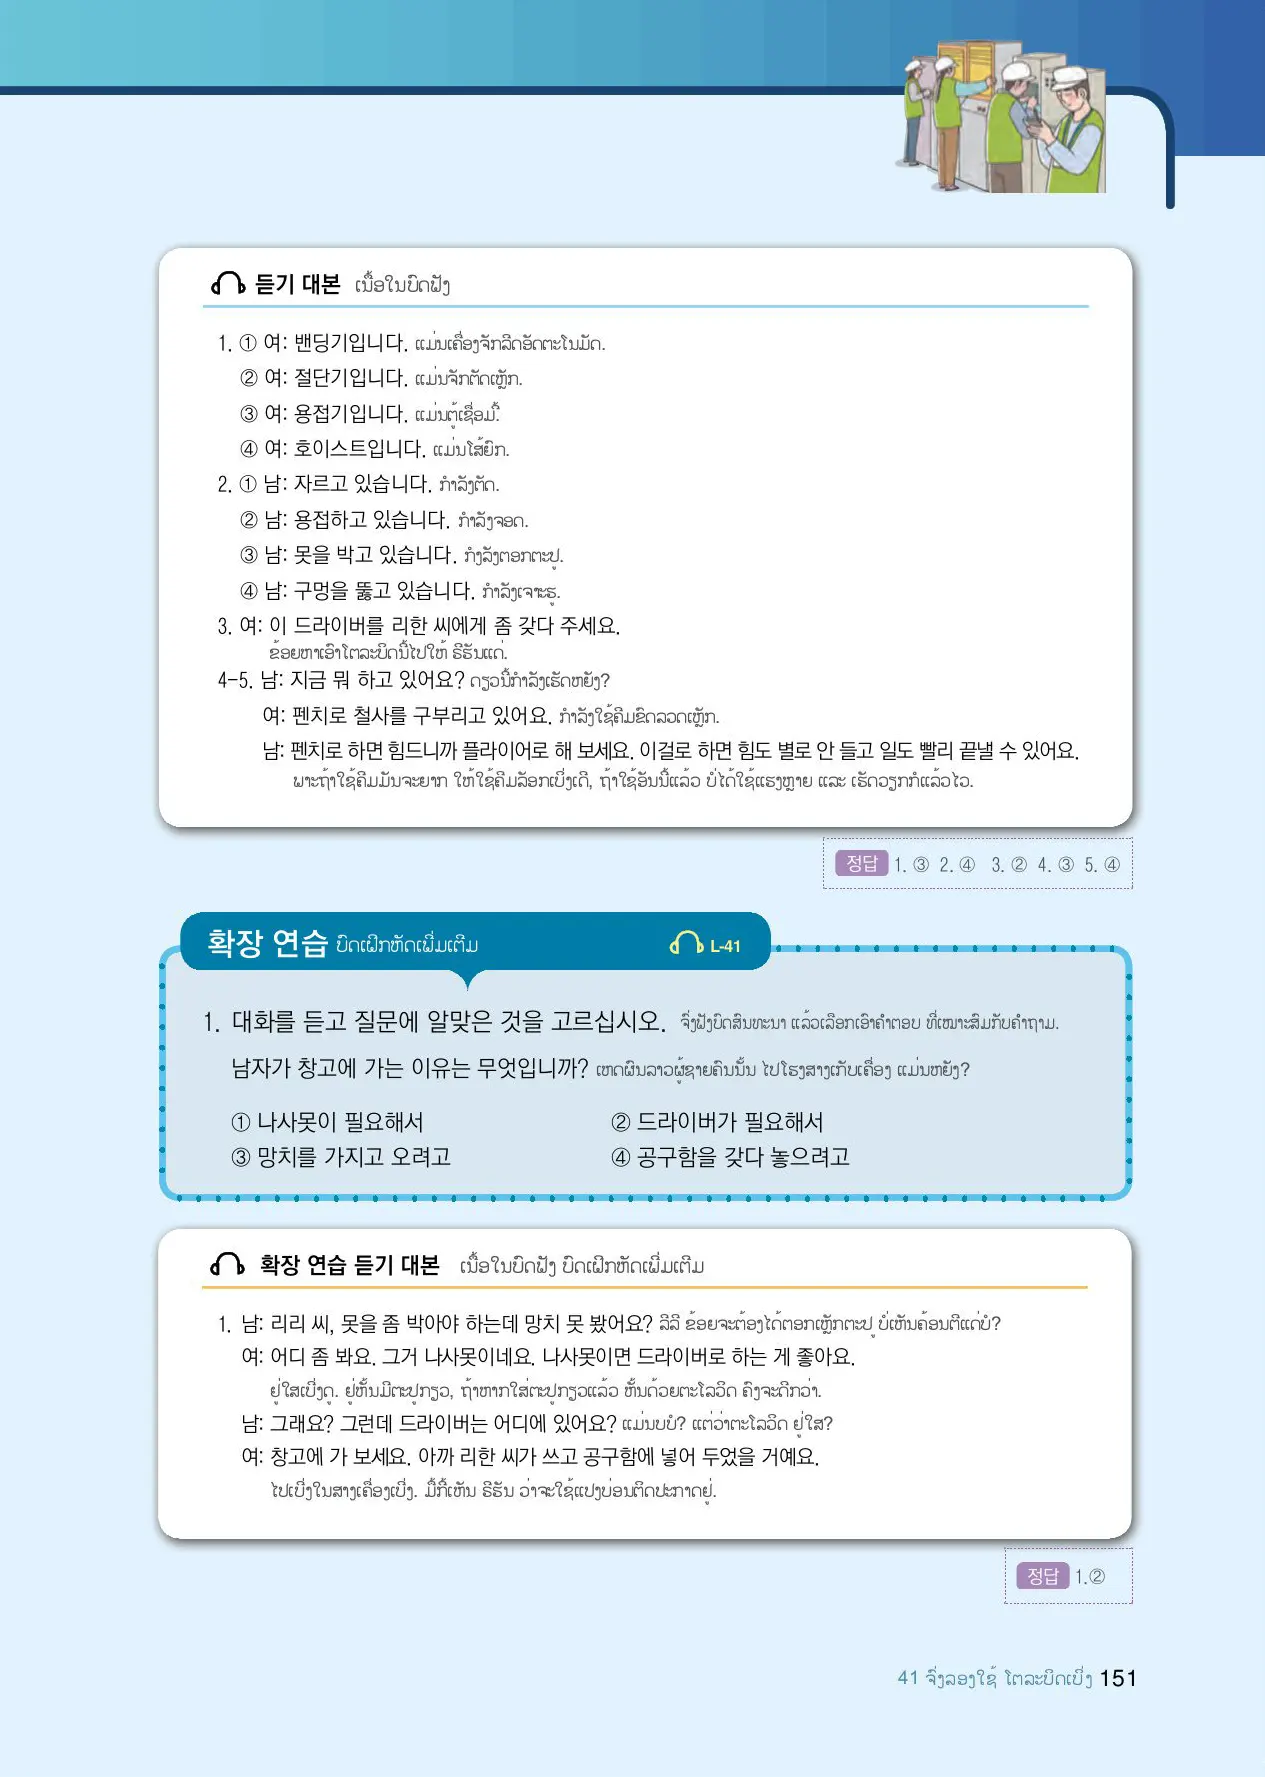 듣기 대본 ເນື້ອໃນບົດຟັງ
1. ① 여: 밴딩기입니다. ແມ່ນເຄື່ອງຈັກລີດອັດຕະໂນມັດ.
② 여: 절단기입니다. ແມ່ນຈັກຕັດເຫຼັກ.
③ 여: 용접기입니다. ແມ່ນຕູ້ເຊື່ອມນີ້.
④ 여: 호이스트입니다. ແມ່ນໂສ້ຍົກ.
2. ① 남: 자르고 있습니다. ກຳລັງຕັດ.
② 남: 용접하고 있습니다. ກຳລັງຈອດ.
③ 남: 못을 박고 있습니다. ກຳງລັງຕອກຕະປູ.
④ 남: 구멍을 뚫고 있습니다. ກຳລັງເຈາະຮູ.
3. 여: 이 드라이버를 리한 씨에게 좀 갖다 주세요.
ຂ້ອຍຫາເອົາໂຕລະບິດນີ້ໄປໃຫ້ ຣີຮັນແດ່.
4-5. 남: 지금 뭐 하고 있어요? ດຽວນີ້ກຳລັງເຮັດຫຍັງ?
여: 펜치로 철사를 구부리고 있어요. ກຳລັງໃຊ້ຄີມຂົດລວດເຫຼັກ.
남: 펜치로 하면 힘드니까 플라이어로 해 보세요. 이걸로 하면 힘도 별로 안 들고 일도 빨리 끝낼 수 있어요.
ພາະຖ້າໃຊ້ຄີມມັນຈະຍາກ ໃຫ້ໃຊ້ຄີມລັອກເບິ່ງເດີ, ຖ້າໃຊ້ອັນນີ້ແລ້ວ ບໍ່ໄດ້ໃຊ້ແຮງຫຼາຍ ແລະ ເຮັດວຽກກໍແລ້ວໄວ.
정답 1. ③ 2. ④ 3. ② 4. ③ 5. ④
확장 연습 ບົດເຝິກຫັດເພີ່ມເຕີມ L-41
1. 대화를 듣고 질문에 알맞은 것을 고르십시오. ຈົ່ງຟັງບົດສົນທະນາ ແລ້ວເລືອກເອົາຄຳຕອບ ທີ່ເໝາະສົມກັບຄຳຖາມ.
남자가 창고에 가는 이유는 무엇입니까? ເຫດຜົນລາວຜູ້ຊາຍຄົນນັ້ນ ໄປໂຮງສາງເກັບເຄື່ອງ ແມ່ນຫຍັງ?
① 나사못이 필요해서 ② 드라이버가 필요해서
③ 망치를 가지고 오려고 ④ 공구함을 갖다 놓으려고
확장 연습 듣기 대본 ເນື້ອໃນບົດຟັງ ບົດເຝິກຫັດເພີ່ມເຕີມ
1. 남: 리리 씨, 못을 좀 박아야 하는데 망치 못 봤어요? ລີລີ ຂ້ອຍຈະຕ້ອງໄດ້ຕອກເຫຼັກຕະປູ ບໍ່ເຫັນຄ້ອນຕີແດ່ບໍ?
여: 어디 좀 봐요. 그거 나사못이네요. 나사못이면 드라이버로 하는 게 좋아요.
ຢູ່ໃສເບິ່ງດູ. ຢູ່ຫັ້ນມີຕະປູກຽວ, ຖ້າຫາກໃສ່ຕະປູກຽວແລ້ວ ຫັ້ນດ້ວຍຕະໂລວິດ ຄົງຈະດີກວ່າ.
남: 그래요? 그런데 드라이버는 어디에 있어요? ແມ່ນບບໍ? ແຕ່ວ່າຕະໂລວິດ ຢູ່ໃສ?
여: 창고에 가 보세요. 아까 리한 씨가 쓰고 공구함에 넣어 두었을 거예요.
ໄປເບິ່ງໃນສາງເຄື່ອງເບິ່ງ. ມື້ກີ້ເຫັນ ຣີຮັນ ວ່າຈະໃຊ້ແປງບ່ອນຕິດປະກາດຢູ່.
정답 1.②
41 ຈົ່ງລອງໃຊ້ ໂຕລະບິດເບິ່ງ 151